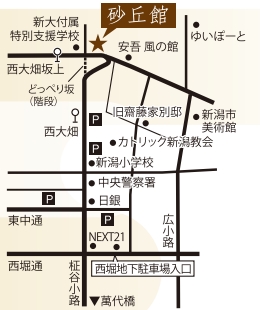 砂丘館
新大付属
特別支援学校
安吾 風の館
ゆいぽーと
西大畑坂上
どっぺり坂
(階段)
旧齋藤家別邸
新潟市
美術館
P
西大畑
カトリック新潟教会
P
新潟小学校
中央警察署
P
日銀
東中通
P
広小路
NEXT21
西堀通
西堀地下駐車場入口
柾谷小路
▼萬代橋